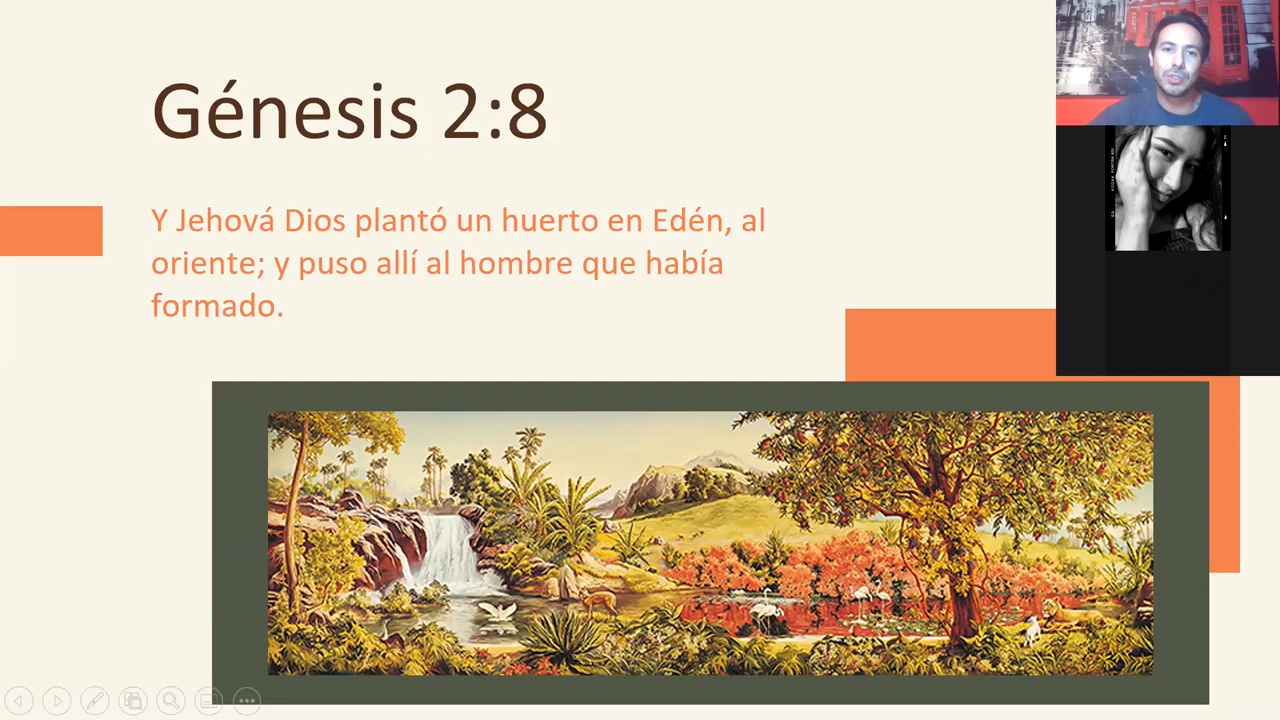 Génesis 2:8
Y Jehová Dios plantó un huerto en Edén, al
oriente; y puso allí al hombre que había
formado.